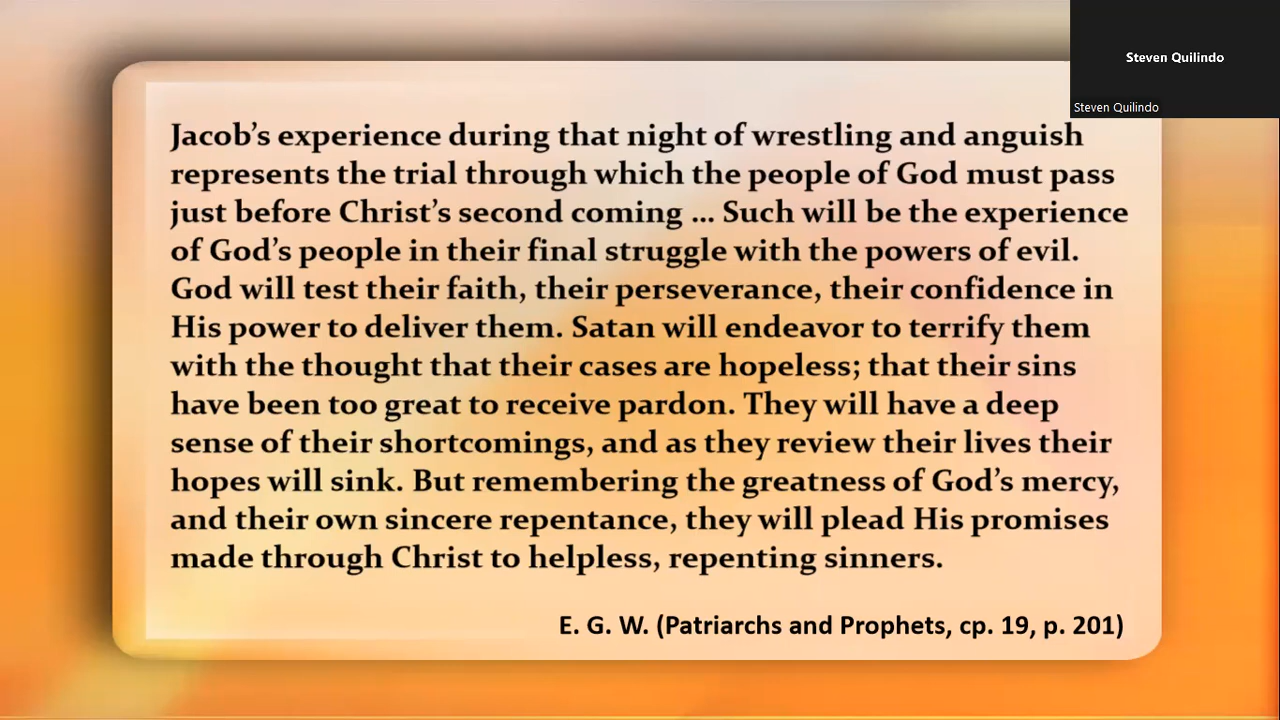 Steven Quilindo
Steven Quilindo
Jacob’s experience during that night of wrestling and anguish
represents the trial through which the people of God must pass
just before Christ’s second coming ... Such will be the experience
of God’s people in their final struggle with the powers of evil.
God will test their faith, their perseverance, their confidence in
His power to deliver them. Satan will endeavor to terrify them
with the thought that their cases are hopeless; that their sins
have been too great to receive pardon. They will have a deep
sense of their shortcomings, and as they review their lives their
hopes will sink. But remembering the greatness of God’s mercy,
and their own sincere repentance, they will plead His promises
made through Christ to helpless, repenting sinners.
E. G. W. (Patriarchs and Prophets, cp. 19, p. 201)